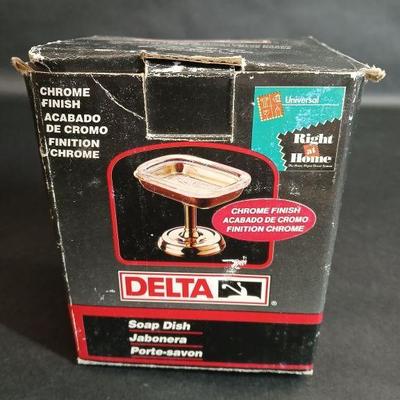 CHROME
FINISH
ACABADO
DE CROMO
FINITION
CHROME
Universal
Right
at
Home
CHROME FINISH
ACABADO DE CROMO
FINITION CHROME
DELTA
®
Soap Dish
Jabonera
Porte-savon